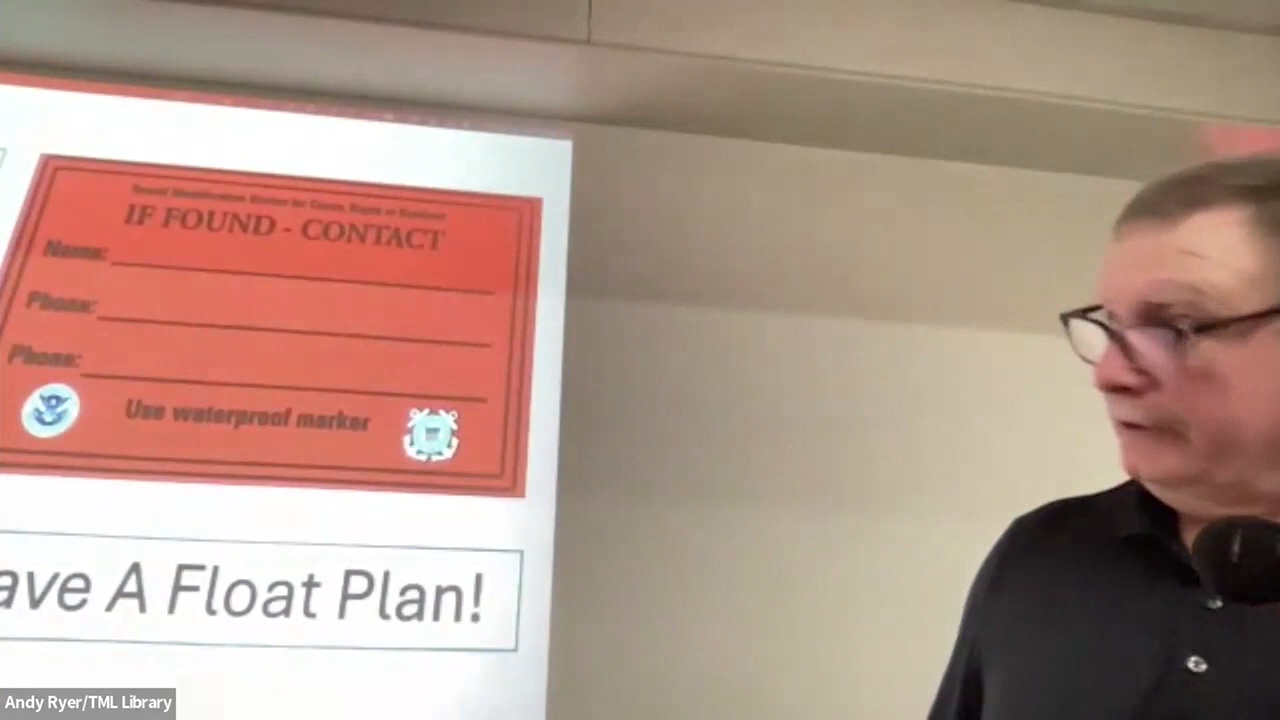 IF FOUND - CONTACT
Name:
Phone:
Phone:
Use waterproof marker
ave A Float Plan!
Andy Ryer/TML Library